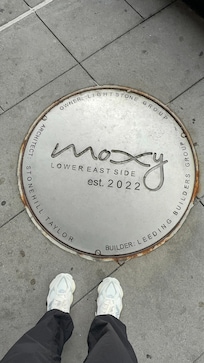 OWNER: LIGHTSTONE GROUP
ARCHITECT: STONEHILL TAYLOR
moxy
LOWER EAST SIDE
est. 2022
BUILDER: LEEDING BUILDERS GROUP